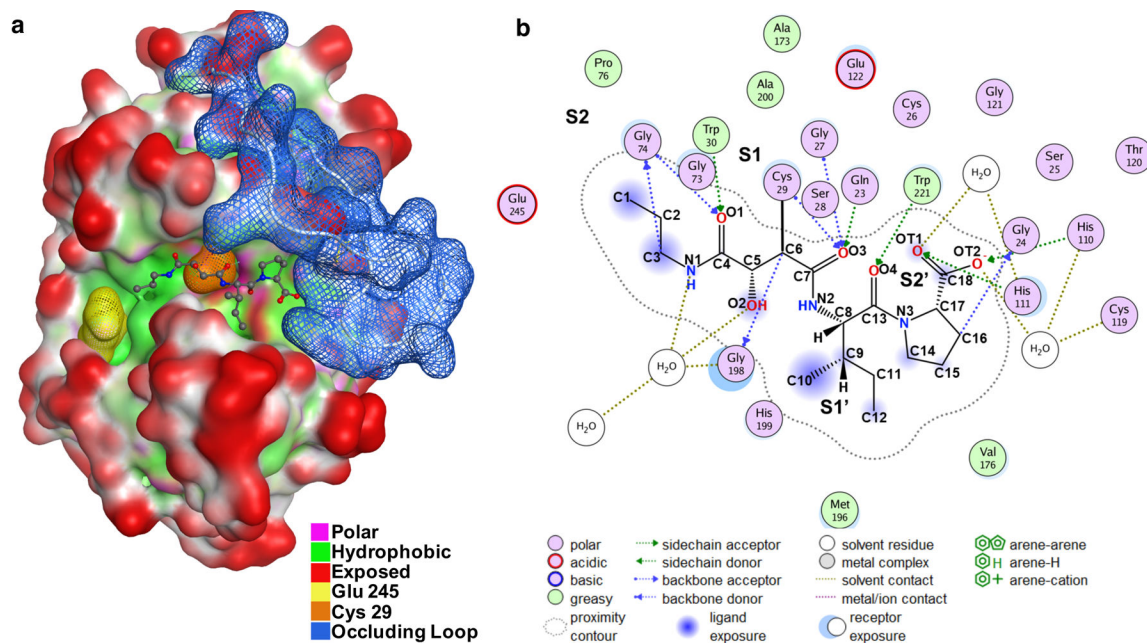 a
Polar
Hydrophobic
Exposed
Glu 245
Cys 29
Occluding Loop
b
Ala
173
Pro
76
Glu
122
Ala
200
Cys
26
Gly
121
S2
Gly
74
Trp
30
Gly
27
Thr
120
Ser
25
Gly
73
S1
Cys
29
Ser
28
Gln
23
Trp
221
H₂O
Glu
245
C1
C2
O1
OT1
OT2
Gly
24
His
110
C3
N1
H
C4
C5
C6
C7
O3
O4
S2'
C18
His
111
O2
OH
HN
N2
C8
C13
N3
C17
C16
Cys
119
H
H₂O
Gly
198
C10
C9
H
C11
C14
C15
H₂O
S1'
C12
H₂O
His
199
Val
176
Met
196
polar
acidic
basic
greasy
proximity
contour
sidechain acceptor
sidechain donor
backbone acceptor
backbone donor
ligand
exposure
solvent residue
metal complex
solvent contact
metal/ion contact
receptor
exposure
arene-arene
H arene-H
+ arene-cation